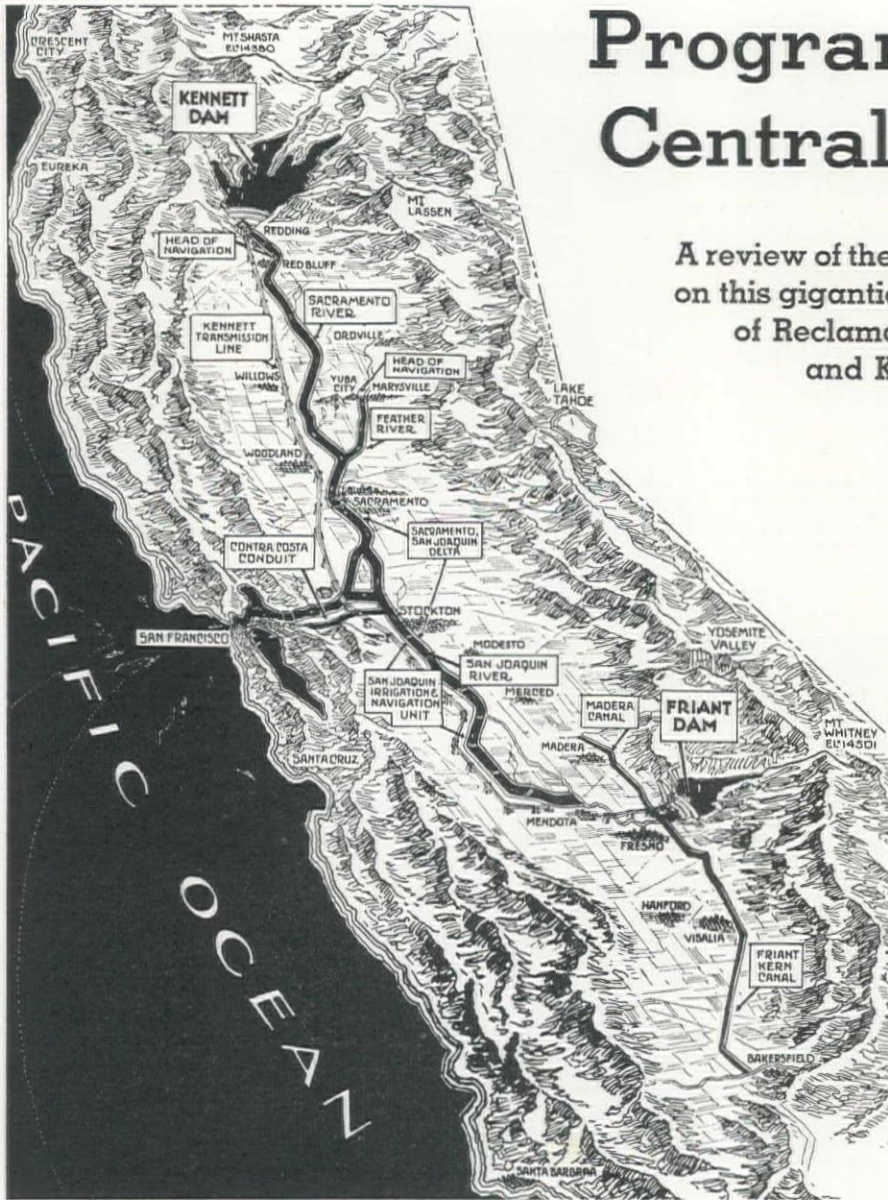 Program
Central
A review of the
on this gigantic
of Reclama
and K
CRESCENT
CITY
MT SHASTA
EL.14380
KENNETT
DAM
EUREKA
MT
LASSEN
REDDING
HEAD OF
NAVIGATION
RED BLUFF
SACRAMENTO
RIVER
KENNETT
TRANSMISSION
LINE
OROVILLE
HEAD OF
NAVIGATION
WILLOWS
YUBA
CITY
MARYSVILLE
LAKE
TAHOE
FEATHER
RIVER
WOODLAND
SACRAMENTO
SACRAMENTO,
SAN JOAQUIN
DELTA
CONTRA COSTA
CONDUIT
STOCKTON
SAN FRANCISCO
MODESTO
YOSEMITE
VALLEY
SAN JOAQUIN
RIVER
SAN JOAQUIN
IRRIGATION &
NAVIGATION
UNIT
MERCED
MADERA
CANAL
FRIANT
DAM
MT
WHITNEY
EL.14501
MADERA
SANTA CRUZ
MENDOTA
FRESNO
HANFORD
VISALIA
FRIANT
KERN
CANAL
BAKERSFIELD
SANTA BARBARA
PACIFIC OCEAN